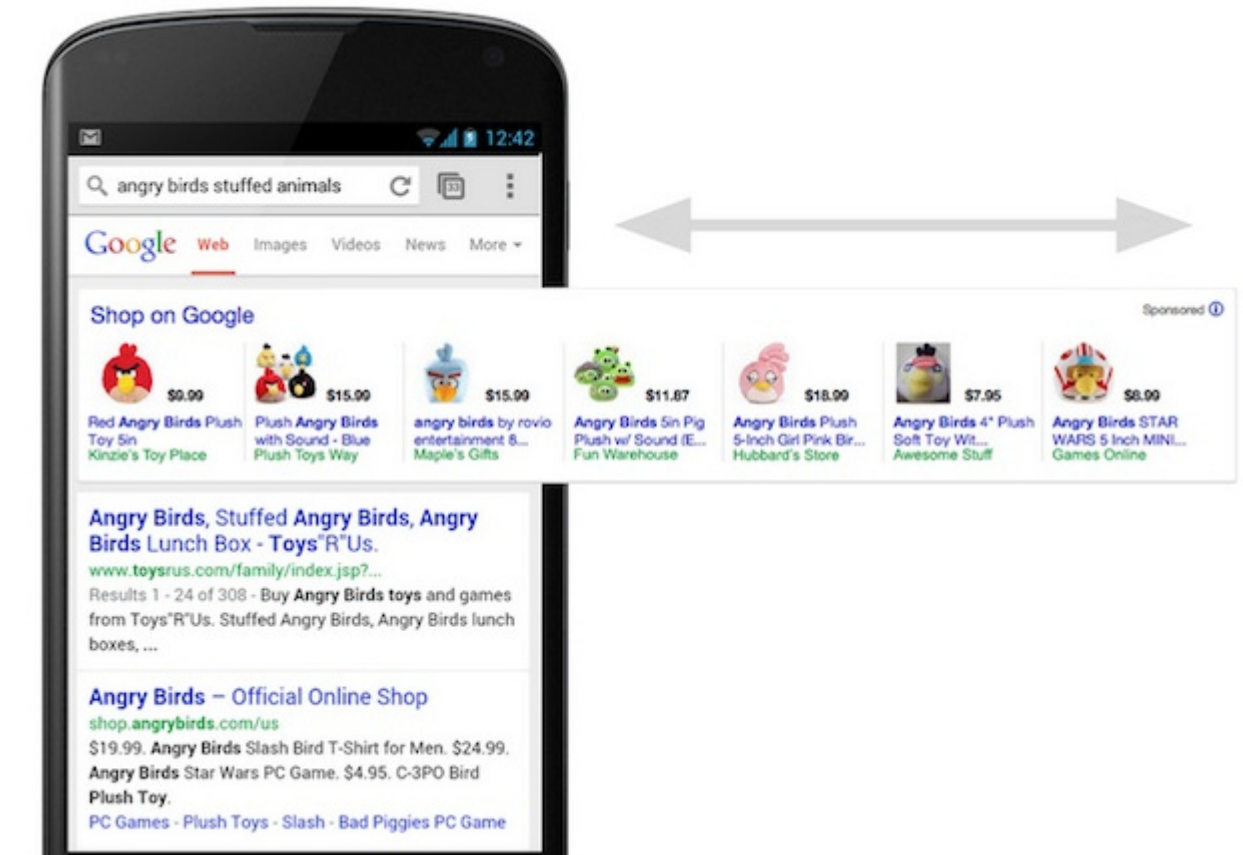 12:42
angry birds stuffed animals
33
Google Web Images Videos News More
Shop on Google
Sponsored
$9.99
Red Angry Birds Plush
Toy 5in
Kinzie's Toy Place
$15.99
Plush Angry Birds
with Sound - Blue
Plush Toys Way
$15.99
angry birds by rovio
entertainment 8...
Maple's Gifts
$11.87
Angry Birds 5in Pig
Plush w/ Sound (E...
Fun Warehouse
$18.99
Angry Birds Plush
5-Inch Girl Pink Bir...
Hubbard's Store
$7.95
Angry Birds 4" Plush
Soft Toy Wit...
Awesome Stuff
$8.99
Angry Birds STAR
WARS 5 Inch MINI...
Games Online
Angry Birds, Stuffed Angry Birds, Angry
Birds Lunch Box - Toys"R"Us.
www.toysrus.com/family/index.jsp?...
Results 1 - 24 of 308 - Buy Angry Birds toys and games
from Toys"R"Us. Stuffed Angry Birds, Angry Birds lunch
boxes, ...
Angry Birds – Official Online Shop
shop.angrybirds.com/us
$19.99. Angry Birds Slash Bird T-Shirt for Men. $24.99.
Angry Birds Star Wars PC Game. $4.95. C-3PO Bird
Plush Toy.
PC Games - Plush Toys - Slash - Bad Piggies PC Game